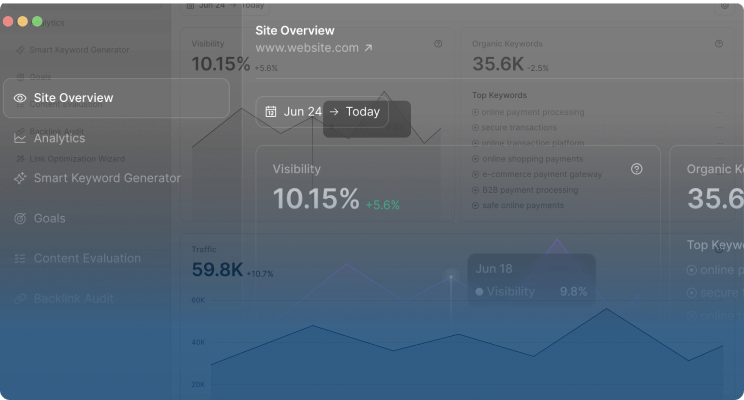 Jun 24 → Today
Analytics
Smart Keyword Generator
Goals
Content Evaluation
Backlink Audit
Link Optimization Wizard
Visibility
10.15% +5.6%
Organic Keywords
35.6K -2.5%
Top Keywords
online payment processing
secure transactions
online transaction platform
online shopping payments
e-commerce payment gateway
B2B payment processing
safe online payments
Traffic
59.8K +10.7%
60K
40K
20K
Site Overview
www.website.com ↗
Site Overview
Analytics
Smart Keyword Generator
Goals
Content Evaluation
Backlink Audit
Jun 24 → Today
Visibility
10.15% +5.6%
Jun 18
Visibility 9.8%
Organic K
35.6
Top Keyw
online p
secure t